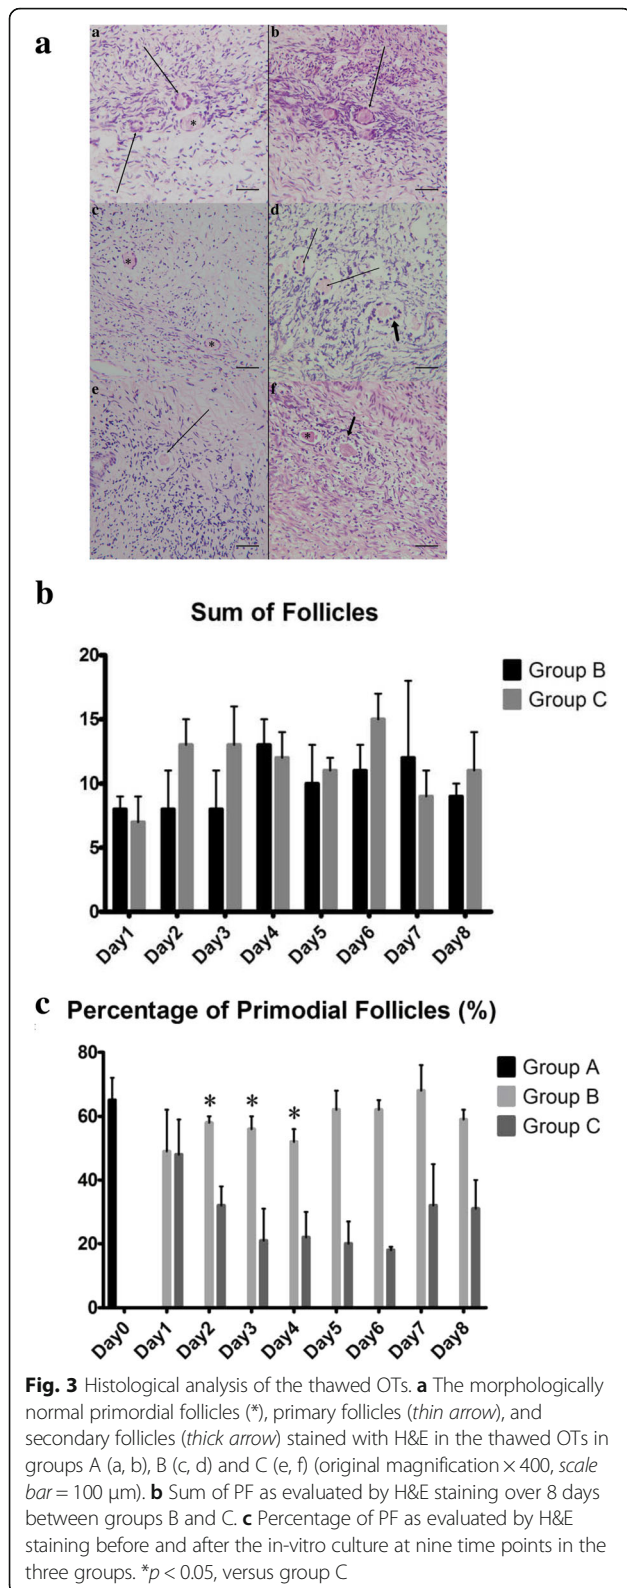 a
a
b
*
c
d
*
*
e
f
*
b
Sum of Follicles
20
15
10
5
0
Group B
Group C
Day1 Day2 Day3 Day4 Day5 Day6 Day7 Day8
c Percentage of Primodial Follicles (%)
80
60
40
20
0
* * *
Group A
Group B
Group C
Day0 Day1 Day2 Day3 Day4 Day5 Day6 Day7 Day8
Fig. 3 Histological analysis of the thawed OTs. a The morphologically
normal primordial follicles (*), primary follicles (thin arrow), and
secondary follicles (thick arrow) stained with H&E in the thawed OTs in
groups A (a, b), B (c, d) and C (e, f) (original magnification × 400, scale
bar = 100 μm). b Sum of PF as evaluated by H&E staining over 8 days
between groups B and C. c Percentage of PF as evaluated by H&E
staining before and after the in-vitro culture at nine time points in the
three groups. *p < 0.05, versus group C